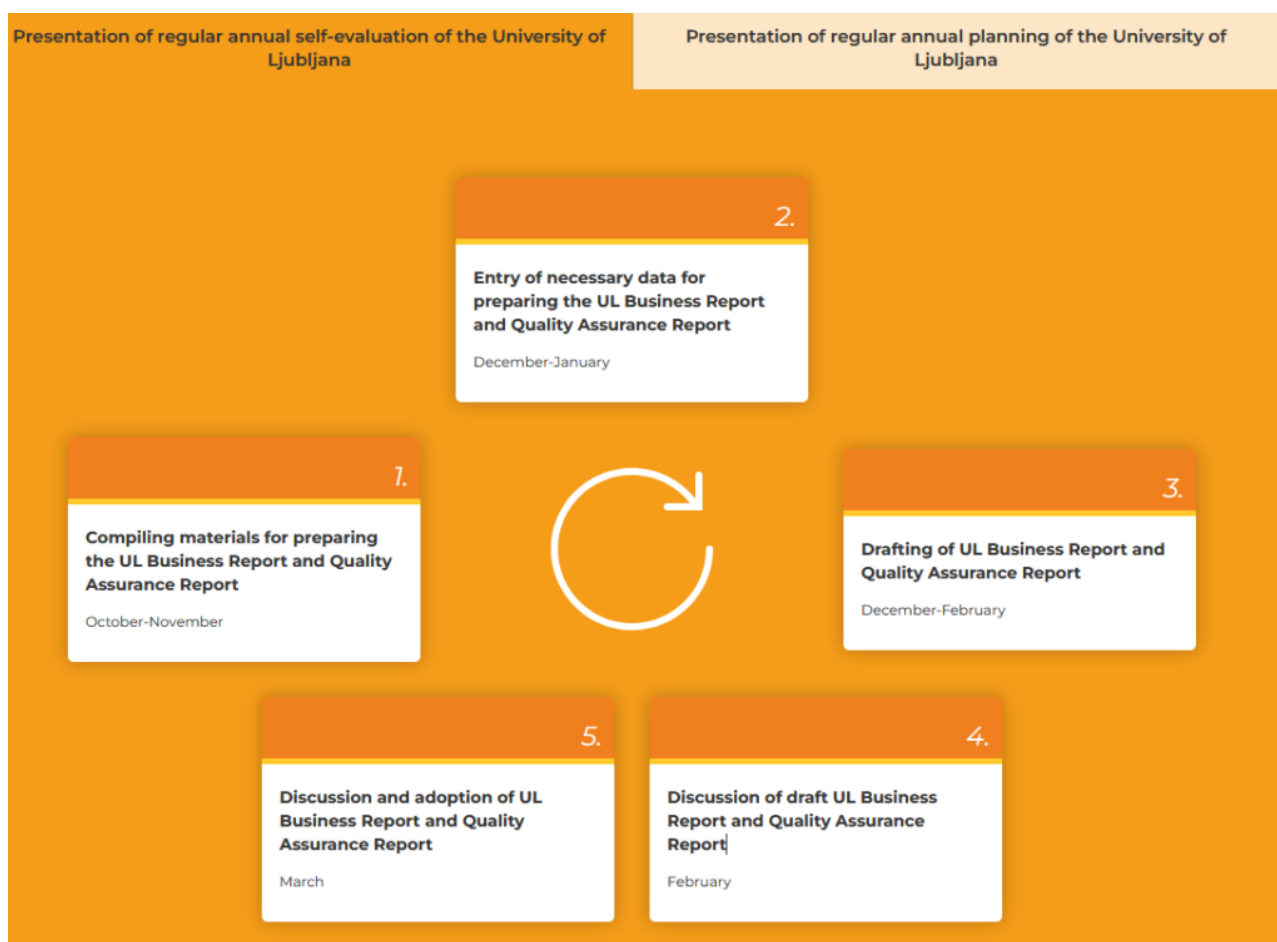 Presentation of regular annual self-evaluation of the University of
Ljubljana
Presentation of regular annual planning of the University of
Ljubljana
2.
Entry of necessary data for
preparing the UL Business Report
and Quality Assurance Report
December-January
1.
Compiling materials for preparing
the UL Business Report and Quality
Assurance Report
October-November
3.
Drafting of UL Business Report and
Quality Assurance Report
December-February
5.
Discussion and adoption of UL
Business Report and Quality
Assurance Report
March
4.
Discussion of draft UL Business
Report and Quality Assurance
Report
February